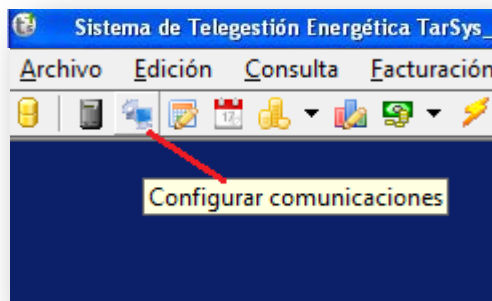 Sistema de Telegestión Energética TarSys_
Archivo Edición Consulta Facturación
Configurar comunicaciones